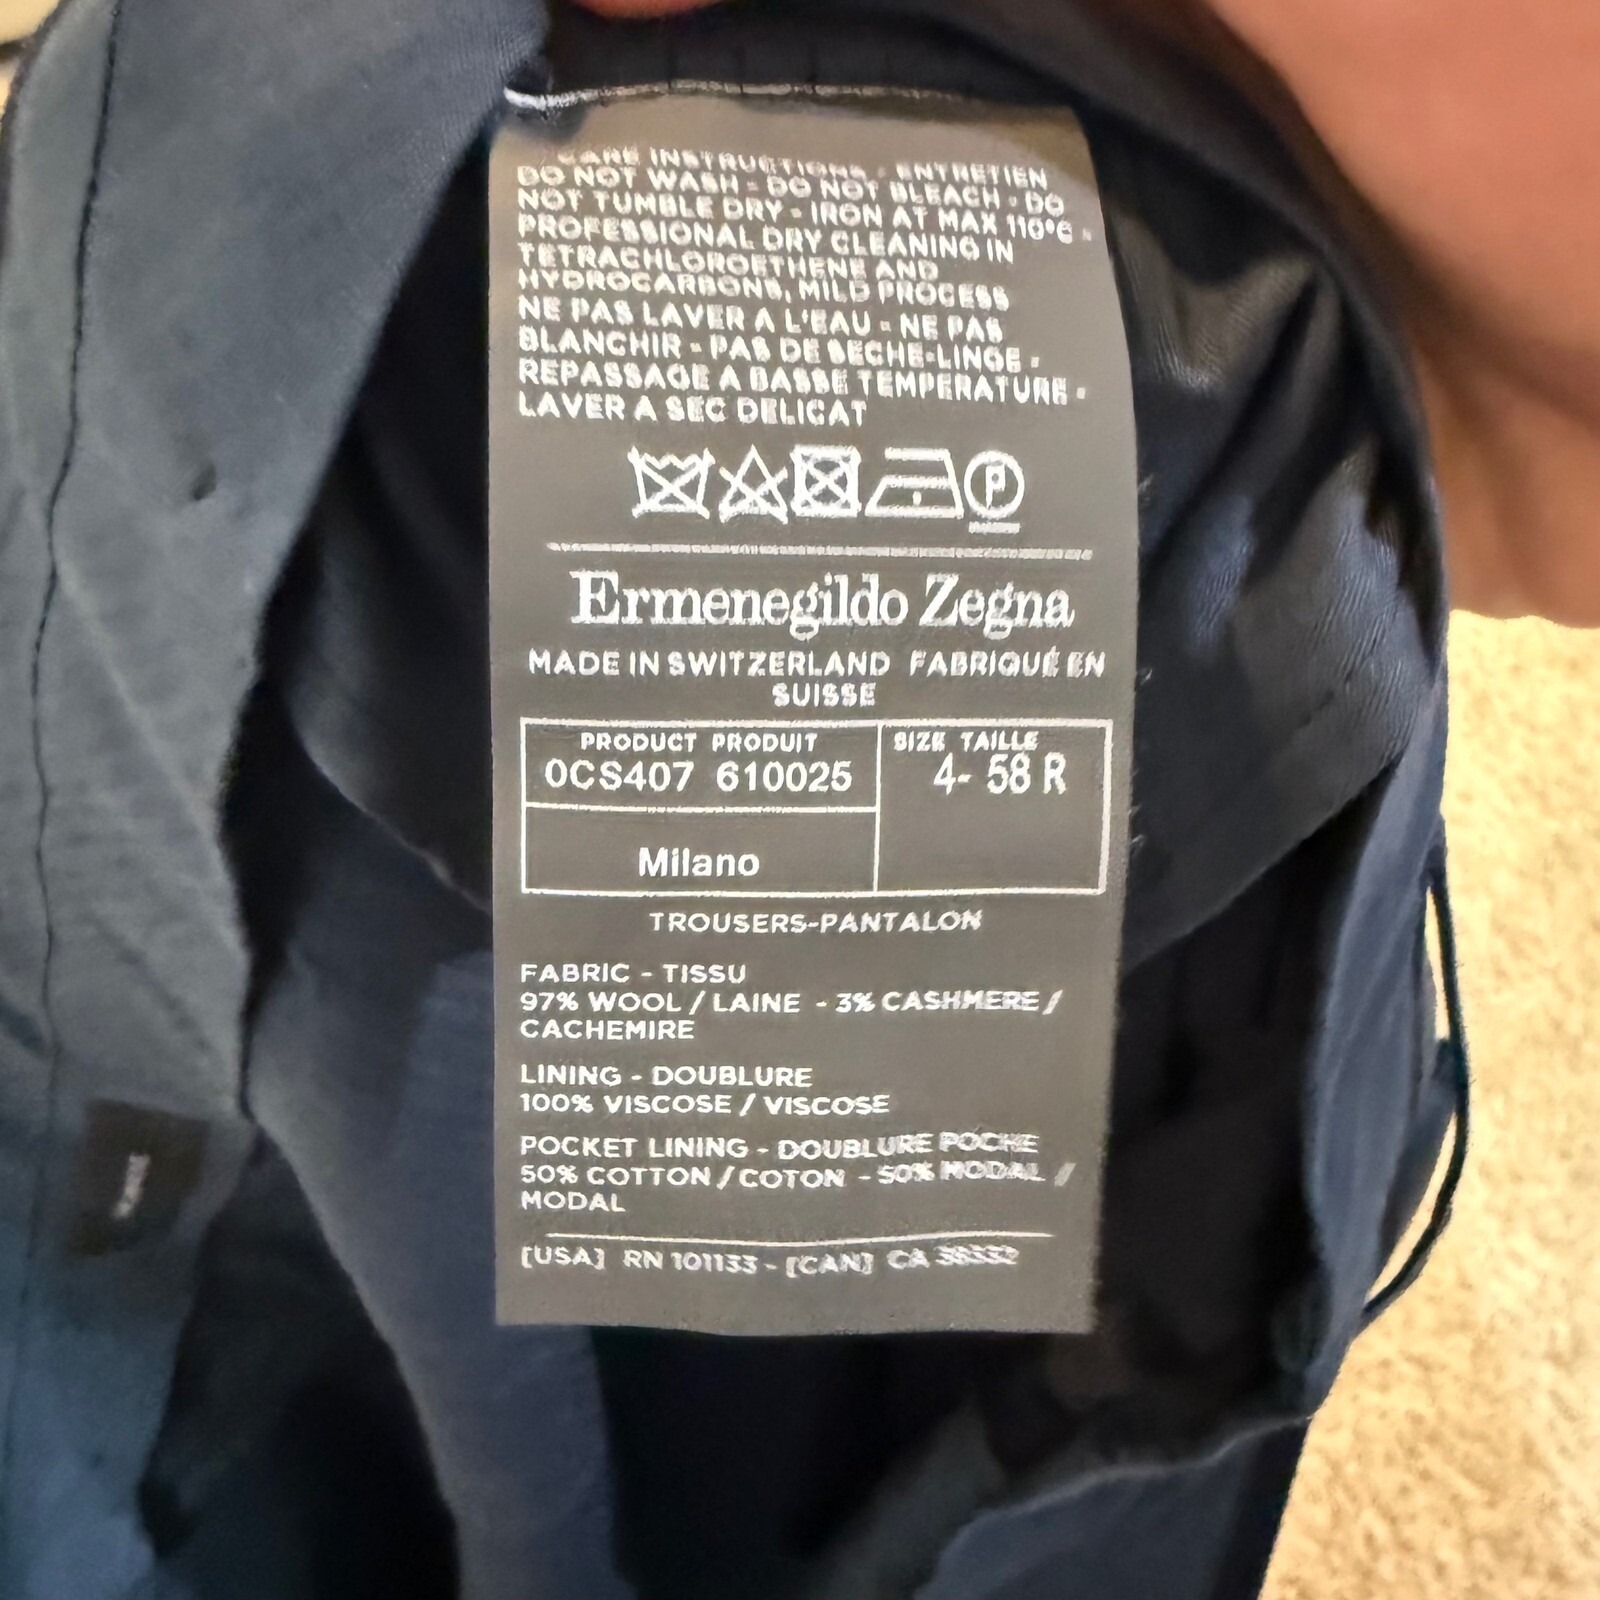 CARE INSTRUCTIONS - ENTRETIEN
DO NOT WASH - DO NOT BLEACH - DO
NOT TUMBLE DRY - IRON AT MAX 110°C -
PROFESSIONAL DRY CLEANING IN
TETRACHLOROETHENE AND
HYDROCARBONS, MILD PROCESS
NE PAS LAVER A L'EAU - NE PAS
BLANCHIR - PAS DE SECHE-LINGE -
REPASSAGE A BASSE TEMPERATURE -
LAVER A SEC DELICAT
P
Ermenegildo Zegna
MADE IN SWITZERLAND FABRIQUÉ EN
SUISSE
PRODUCT PRODUIT
0CS407 610025
SIZE TAILLE
4- 58 R
Milano
TROUSERS-PANTALON
FABRIC - TISSU
97% WOOL / LAINE - 3% CASHMERE /
CACHEMIRE
LINING - DOUBLURE
100% VISCOSE / VISCOSE
POCKET LINING - DOUBLURE POCHE
50% COTTON / COTON - 50% MODAL /
MODAL
[USA] RN 101133 - [CAN] CA